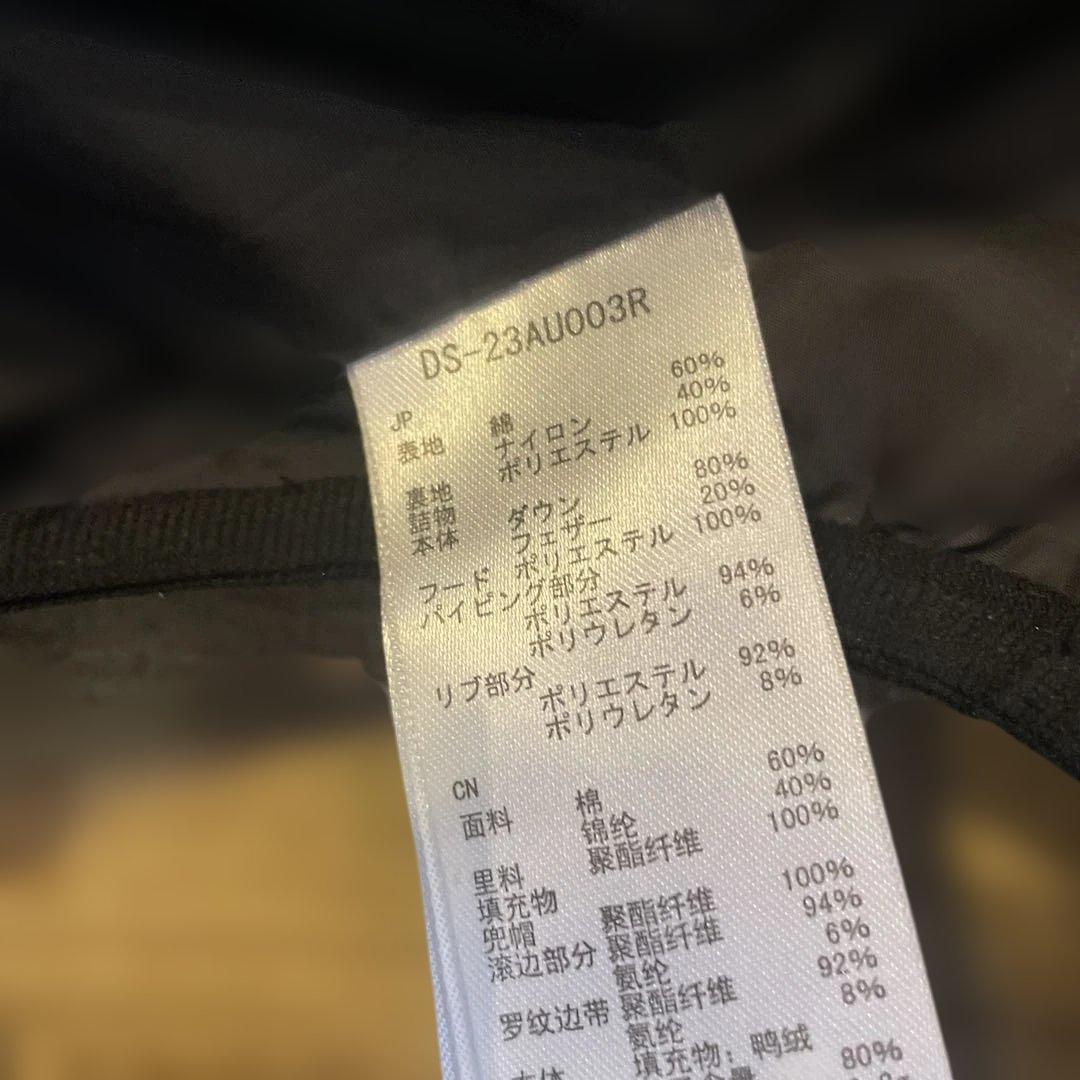 DS-23AU003R
JP
表地 綿 60%
ナイロン 40%
裏地 ポリエステル 100%
詰物
本体 ダウン 80%
フェザー 20%
フード ポリエステル 100%
パイピング部分
ポリエステル 94%
ポリウレタン 6%
リブ部分
ポリエステル 92%
ポリウレタン 8%
CN
面料 棉 60%
锦纶 40%
里料 聚酯纤维 100%
填充物
兜帽 聚酯纤维 100%
滚边部分 聚酯纤维 94%
氨纶 6%
罗纹边带 聚酯纤维 92%
氨纶 8%
本体 填充物：鸭绒
80%